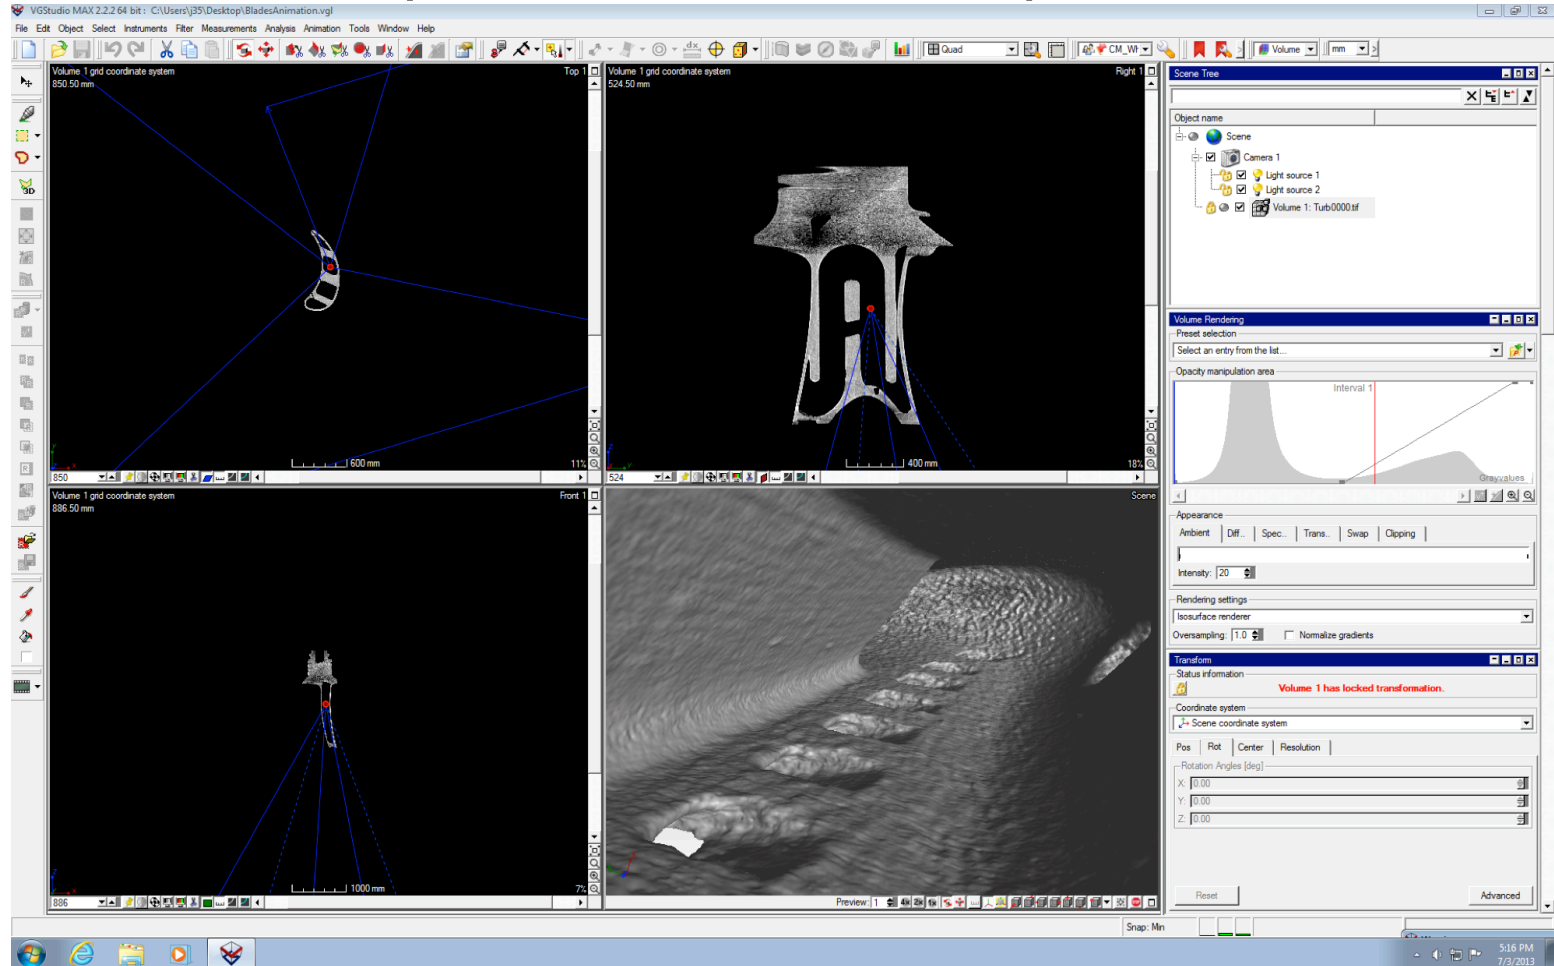 VGStudio MAX 2.2.2 64 bit : C:\Users\j35\Desktop\BladesAnimation.vgl
File Edit Object Select Instruments Filter Measurements Analysis Animation Tools Window Help
Quad
CM_Wh
Volume
mm
Volume 1 grid coordinate system
Top 1
850.50 mm
600 mm
11%
850
Volume 1 grid coordinate system
Right 1
524.50 mm
400 mm
18%
524
Volume 1 grid coordinate system
Front 1
886.50 mm
1000 mm
7%
886
Scene
Preview: 1
Scene Tree
Object name
Scene
Camera 1
Light source 1
Light source 2
Volume 1: Turb0000.tif
Volume Rendering
Preset selection
Select an entry from the list...
Opacity manipulation area
Interval 1
Grayvalues
Appearance
Ambient Diff.. Spec.. Trans.. Swap Clipping
Intensity: 20
Rendering settings
Isosurface renderer
Oversampling: 1.0 Normalize gradients
Transform
Status information
Volume 1 has locked transformation.
Coordinate system
Scene coordinate system
Pos Rot Center Resolution
Rotation Angles [deg]
X: 0.00
Y: 0.00
Z: 0.00
Reset Advanced
Snap: Min
5:16 PM
7/3/2013